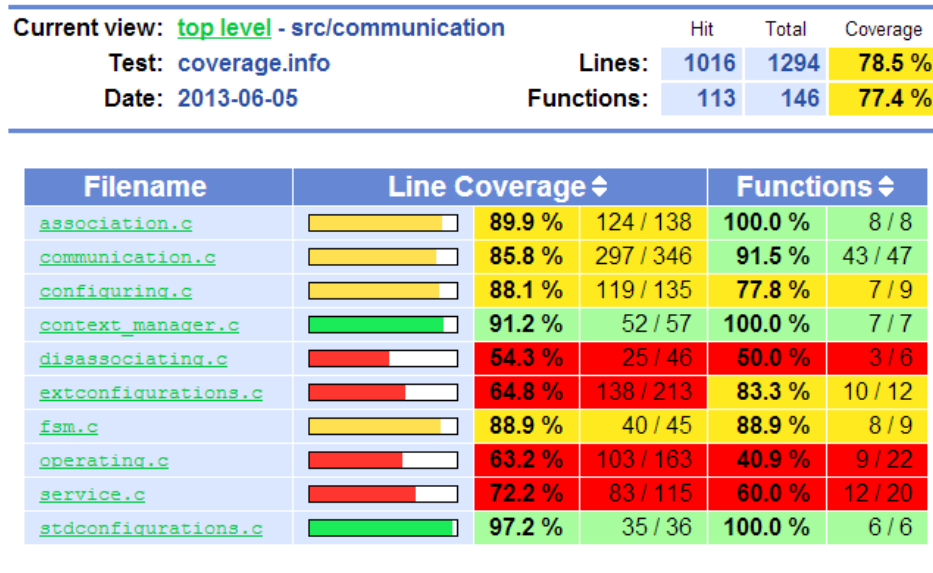 Current view: top level - src/communication Hit Total Coverage
Test: coverage.info Lines: 1016 1294 78.5 %
Date: 2013-06-05 Functions: 113 146 77.4 %
Filename Line Coverage Functions
association.c 89.9 % 124 / 138 100.0 % 8 / 8
communication.c 85.8 % 297 / 346 91.5 % 43 / 47
configuring.c 88.1 % 119 / 135 77.8 % 7 / 9
context_manager.c 91.2 % 52 / 57 100.0 % 7 / 7
disassociating.c 54.3 % 25 / 46 50.0 % 3 / 6
extconfigurations.c 64.8 % 138 / 213 83.3 % 10 / 12
fsm.c 88.9 % 40 / 45 88.9 % 8 / 9
operating.c 63.2 % 103 / 163 40.9 % 9 / 22
service.c 72.2 % 83 / 115 60.0 % 12 / 20
stdconfigurations.c 97.2 % 35 / 36 100.0 % 6 / 6